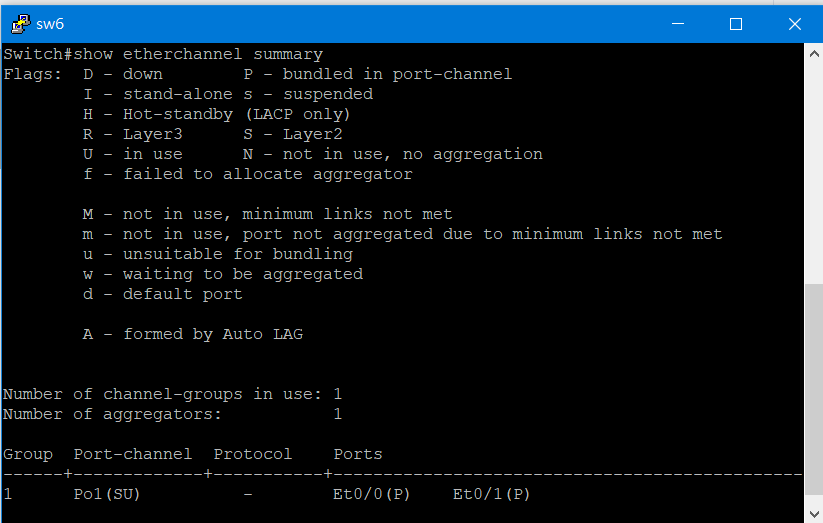 sw6
Switch#show etherchannel summary
Flags:  D - down        P - bundled in port-channel
        I - stand-alone s - suspended
        H - Hot-standby (LACP only)
        R - Layer3      S - Layer2
        U - in use      N - not in use, no aggregation
        f - failed to allocate aggregator
        M - not in use, minimum links not met
        m - not in use, port not aggregated due to minimum links not met
        u - unsuitable for bundling
        w - waiting to be aggregated
        d - default port
        A - formed by Auto LAG
Number of channel-groups in use: 1
Number of aggregators:           1
Group  Port-channel  Protocol    Ports
------+-------------+-----------+-----------------------------------------------
1      Po1(SU)          -        Et0/0(P)    Et0/1(P)